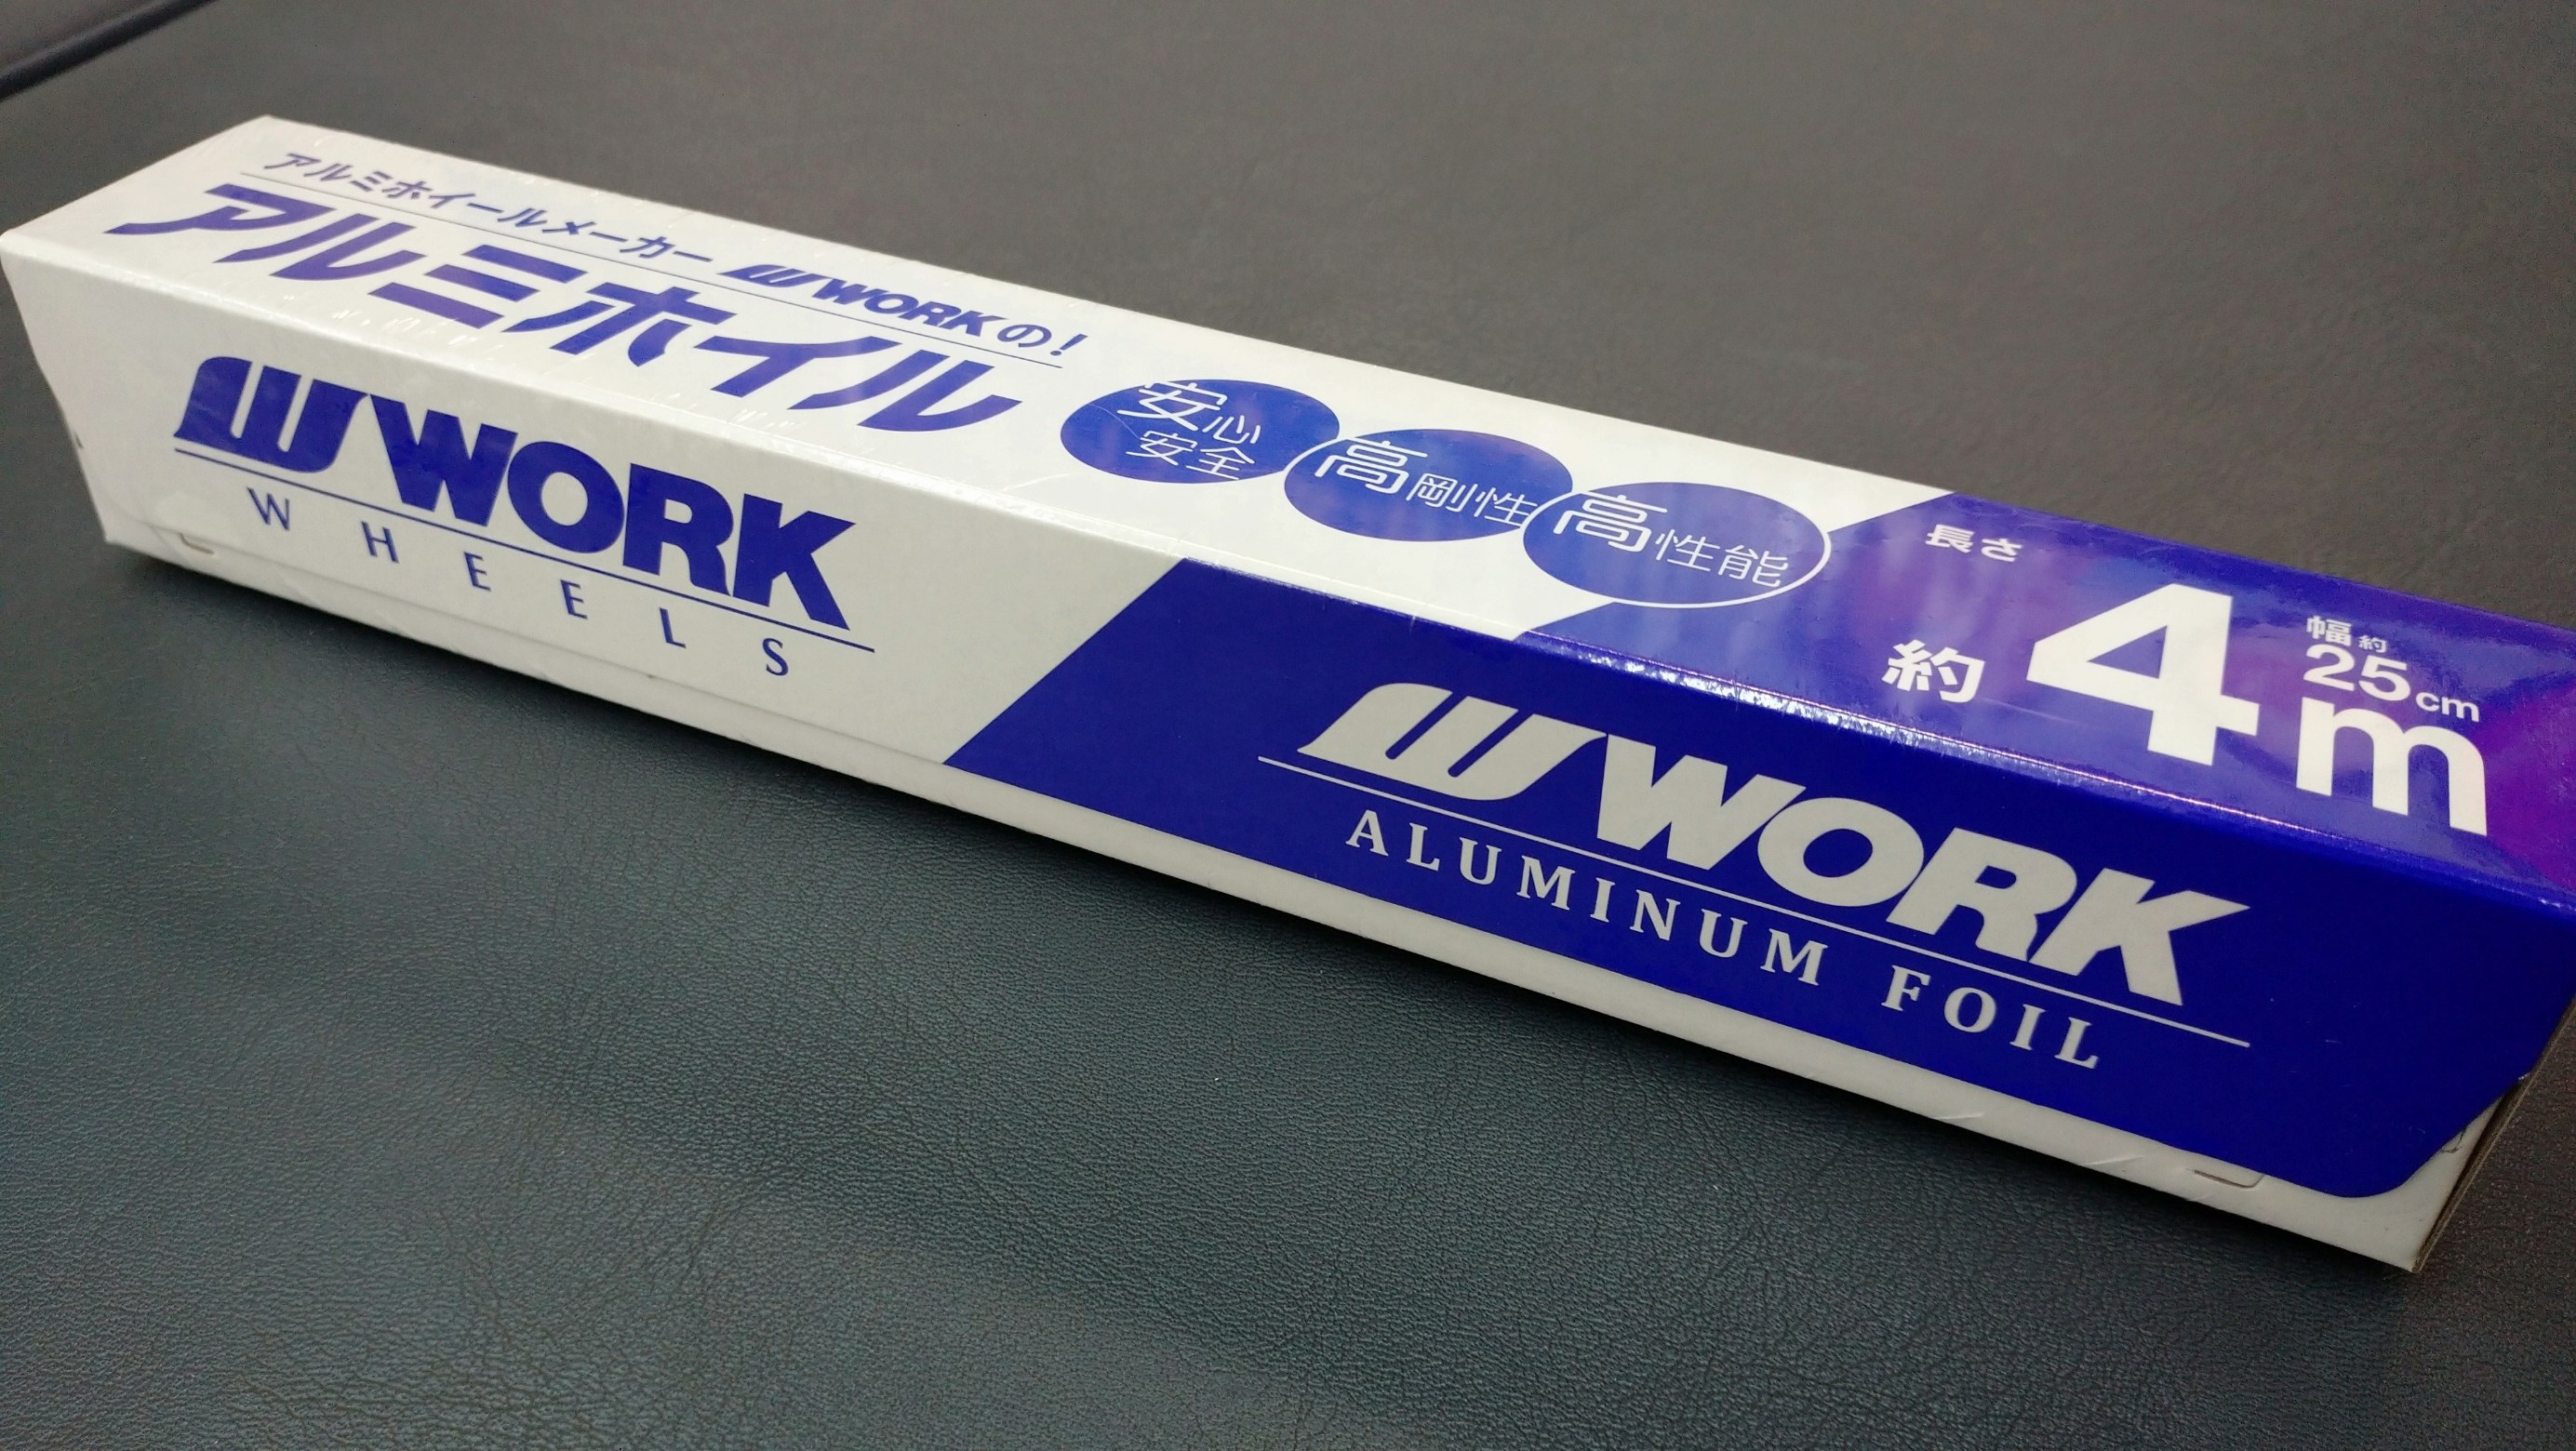 アルミホイールメーカー WORKの!
アルミホイル
安心
安全
高剛性
高性能
長さ
約4m
幅約
25cm
WORK
WHEELS
WORK
ALUMINUM FOIL